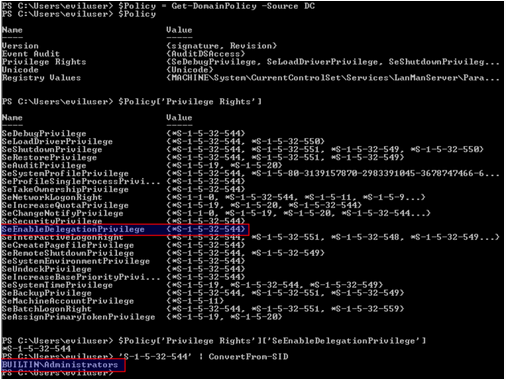 PS C:\Users\eviluser> $Policy = Get-DomainPolicy -Source DC
PS C:\Users\eviluser> $Policy
Name Value
---- -----
Version {signature, Revision}
Event Audit {AuditDSAccess}
Privilege Rights {SeDebugPrivilege, SeLoadDriverPrivilege, SeShutdownPrivileg...
Unicode {Unicode}
Registry Values {MACHINE\System\CurrentControlSet\Services\LanManServer\Para...
PS C:\Users\eviluser> $Policy['Privilege Rights']
Name Value
---- -----
SeDebugPrivilege {*S-1-5-32-544}
SeLoadDriverPrivilege {*S-1-5-32-544, *S-1-5-32-550}
SeShutdownPrivilege {*S-1-5-32-544, *S-1-5-32-551, *S-1-5-32-549, *S-1-5-32-550}
SeRestorePrivilege {*S-1-5-32-544, *S-1-5-32-551, *S-1-5-32-549}
SeAuditPrivilege {*S-1-5-19, *S-1-5-20}
SeSystemProfilePrivilege {*S-1-5-32-544, *S-1-5-80-3139157870-2983391045-3678747466-6...
SeProfileSingleProcessPrivi... {*S-1-5-32-544}
SeTakeOwnershipPrivilege {*S-1-5-32-544}
SeNetworkLogonRight {*S-1-1-0, *S-1-5-32-544, *S-1-5-11, *S-1-5-9...}
SeIncreaseQuotaPrivilege {*S-1-5-19, *S-1-5-20, *S-1-5-32-544}
SeChangeNotifyPrivilege {*S-1-1-0, *S-1-5-19, *S-1-5-20, *S-1-5-32-544...}
SeSecurityPrivilege {*S-1-5-32-544}
SeEnableDelegationPrivilege {*S-1-5-32-544}
SeInteractiveLogonRight {*S-1-5-32-544, *S-1-5-32-551, *S-1-5-32-548, *S-1-5-32-549...}
SeCreatePagefilePrivilege {*S-1-5-32-544}
SeRemoteShutdownPrivilege {*S-1-5-32-544, *S-1-5-32-549}
SeSystemEnvironmentPrivilege {*S-1-5-32-544}
SeUndockPrivilege {*S-1-5-32-544}
SeIncreaseBasePriorityPrivi... {*S-1-5-32-544}
SeSystemTimePrivilege {*S-1-5-19, *S-1-5-32-544, *S-1-5-32-549}
SeBackupPrivilege {*S-1-5-32-544, *S-1-5-32-551, *S-1-5-32-549}
SeMachineAccountPrivilege {*S-1-5-11}
SeBatchLogonRight {*S-1-5-32-544, *S-1-5-32-551, *S-1-5-32-559}
SeAssignPrimaryTokenPrivilege {*S-1-5-19, *S-1-5-20}
PS C:\Users\eviluser> $Policy['Privilege Rights']['SeEnableDelegationPrivilege']
*S-1-5-32-544
PS C:\Users\eviluser> 'S-1-5-32-544' | ConvertFrom-SID
BUILTIN\Administrators
PS C:\Users\eviluser>